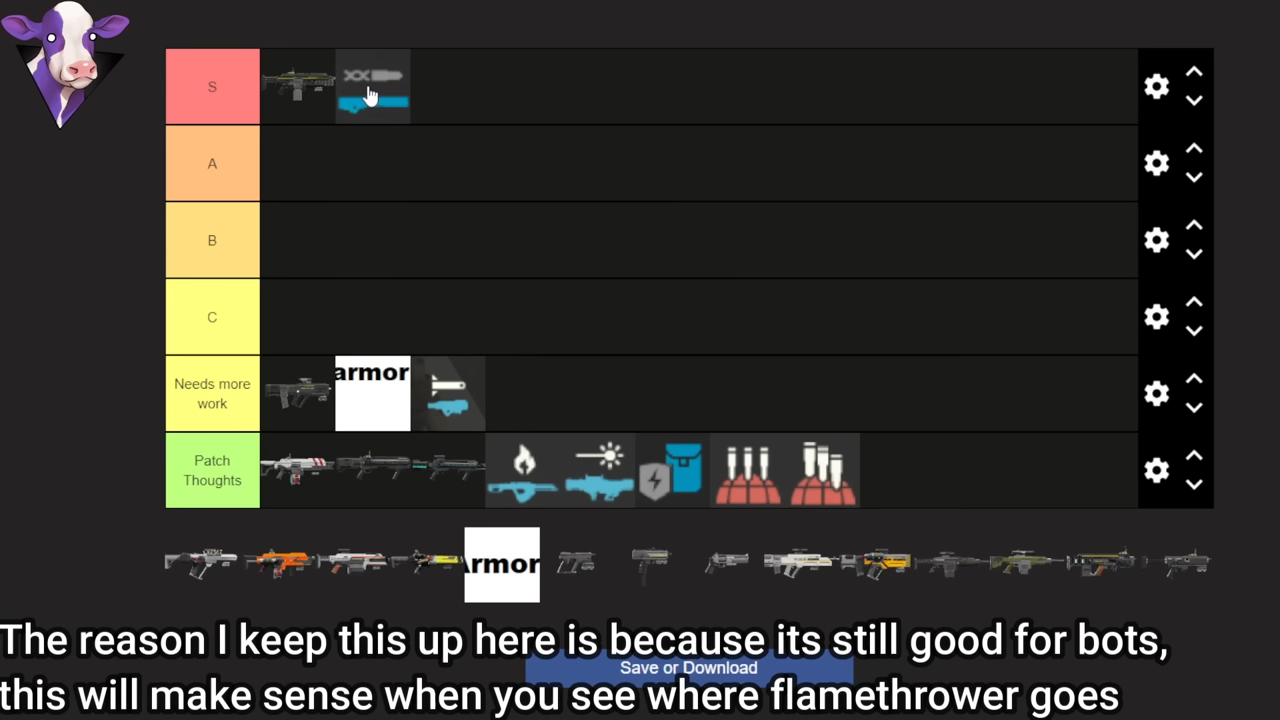 S
A
B
C
Needs more
work
armor
Patch
Thoughts
Armor
Save or Download
The reason I keep this up here is because its still good for bots,
this will make sense when you see where flamethrower goes